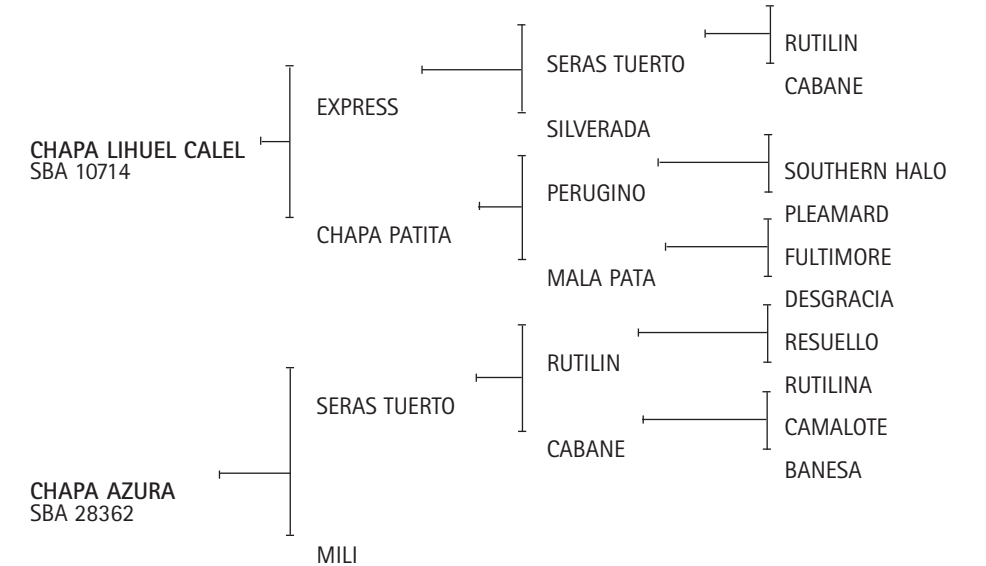 RUTILIN
SERAS TUERTO
CABANE
EXPRESS
SILVERADA
CHAPA LIHUEL CALEL
SBA 10714
SOUTHERN HALO
PERUGINO
PLEAMARD
CHAPA PATITA
FULTIMORE
MALA PATA
DESGRACIA
RESUELLO
RUTILIN
RUTILINA
SERAS TUERTO
CAMALOTE
CABANE
BANESA
CHAPA AZURA
SBA 28362
MILI